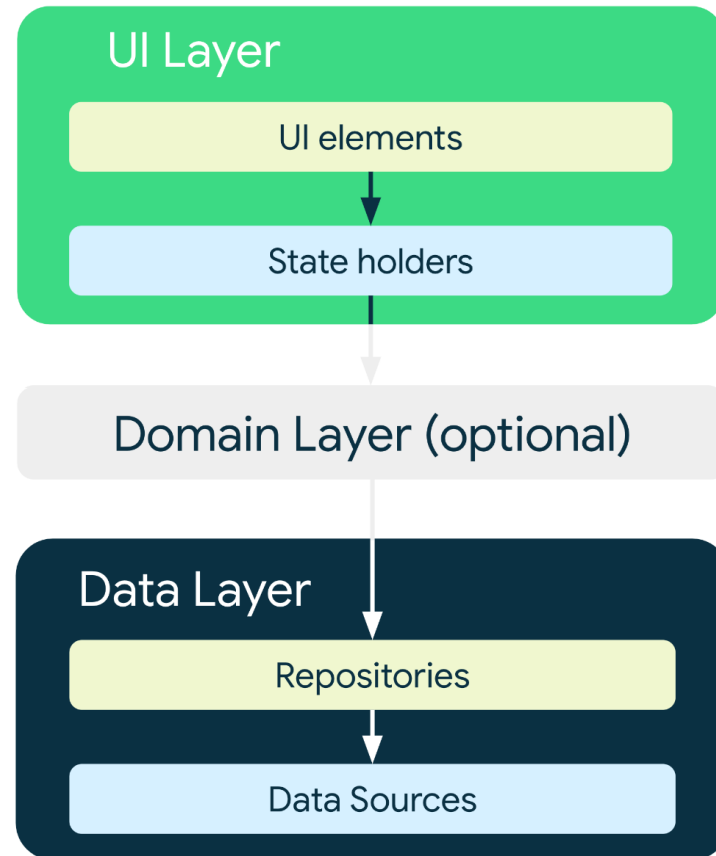 UI Layer
UI elements
State holders
Domain Layer (optional)
Data Layer
Repositories
Data Sources